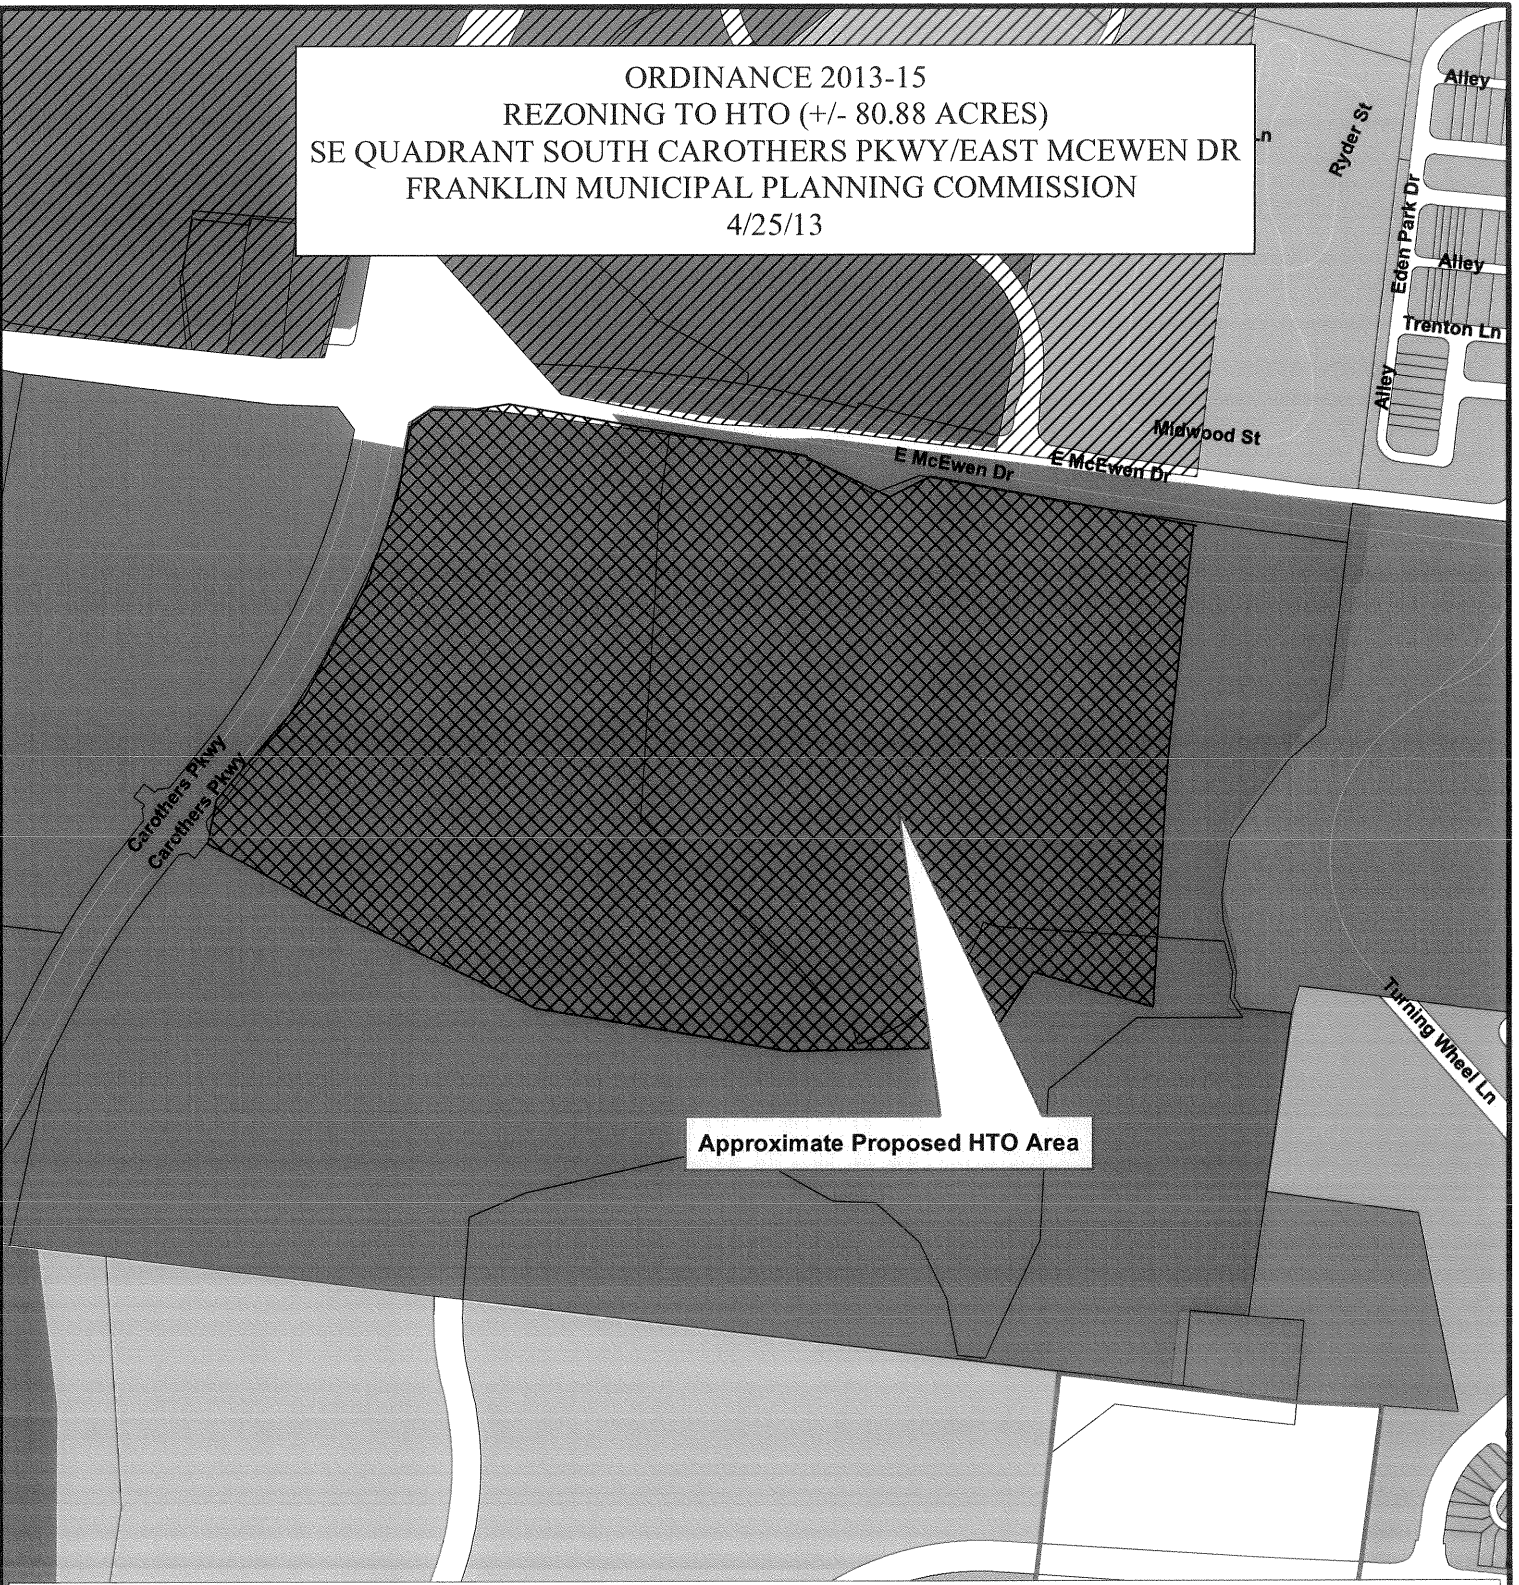 ORDINANCE 2013-15
REZONING TO HTO (+/- 80.88 ACRES)
SE QUADRANT SOUTH CAROTHERS PKWY/EAST MCEWEN DR
FRANKLIN MUNICIPAL PLANNING COMMISSION
4/25/13
Alley
Ryder St
Eden Park Dr
Alley
Trenton Ln
Alley
Midwood St
E McEwen Dr
E McEwen Dr
Carothers Pkwy
Carothers Pkwy
Turning Wheel Ln
Approximate Proposed HTO Area